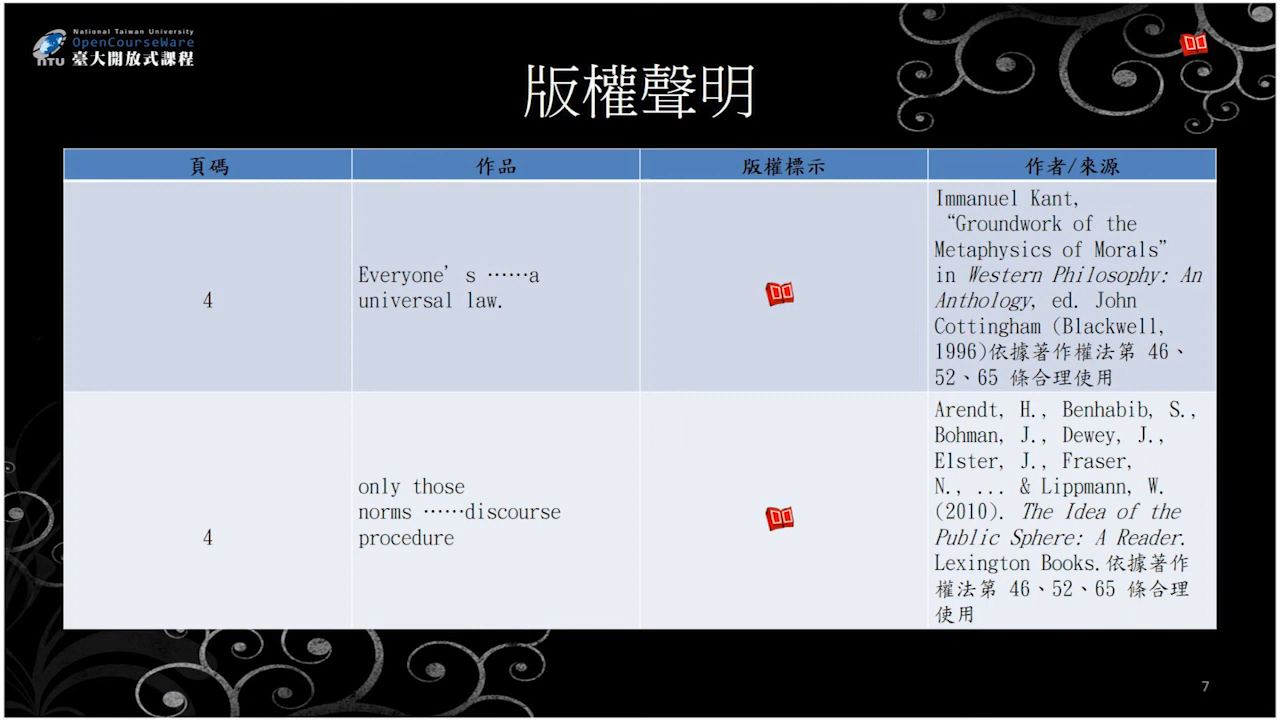 National Taiwan University
OpenCourseWare
NTU 臺大開放式課程
版權聲明
頁碼 作品 版權標示 作者/來源
4
Everyone’s ……a
universal law.
Immanuel Kant,
“Groundwork of the
Metaphysics of Morals”
in Western Philosophy: An
Anthology, ed. John
Cottingham (Blackwell,
1996)依據著作權法第 46、
52、65 條合理使用
4
only those
norms ……discourse
procedure
Arendt, H., Benhabib, S.,
Bohman, J., Dewey, J.,
Elster, J., Fraser,
N., ... & Lippmann, W.
(2010). The Idea of the
Public Sphere: A Reader.
Lexington Books.依據著作
權法第 46、52、65 條合理
使用
7